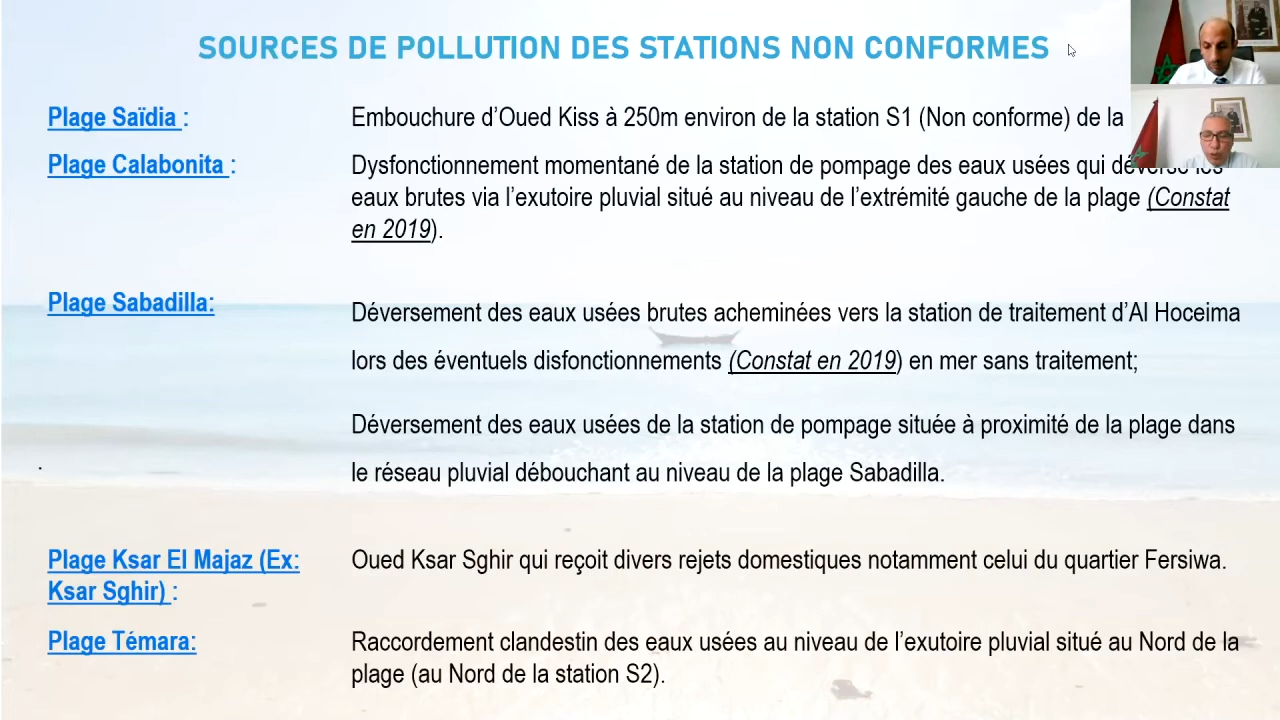 SOURCES DE POLLUTION DES STATIONS NON CONFORMES
Plage Saïdia :
Embouchure d’Oued Kiss à 250m environ de la station S1 (Non conforme) de la
Plage Calabonita :
Dysfonctionnement momentané de la station de pompage des eaux usées qui déverse les
eaux brutes via l’exutoire pluvial situé au niveau de l’extrémité gauche de la plage (Constat
en 2019).
Plage Sabadilla:
Déversement des eaux usées brutes acheminées vers la station de traitement d’Al Hoceima
lors des éventuels disfonctionnements (Constat en 2019) en mer sans traitement;
Déversement des eaux usées de la station de pompage située à proximité de la plage dans
le réseau pluvial débouchant au niveau de la plage Sabadilla.
Plage Ksar El Majaz (Ex:
Ksar Sghir) :
Oued Ksar Sghir qui reçoit divers rejets domestiques notamment celui du quartier Fersiwa.
Plage Témara:
Raccordement clandestin des eaux usées au niveau de l’exutoire pluvial situé au Nord de la
plage (au Nord de la station S2).